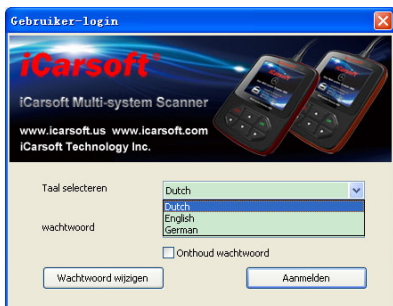 Gebruiker-login
iCarsoft
iCarsoft Multi-system Scanner
www.icarsoft.us www.icarsoft.com
iCarsoft Technology Inc.
Taal selecteren
Dutch
Dutch
English
German
wachtwoord
Onthoud wachtwoord
Wachtwoord wijzigen
Aanmelden